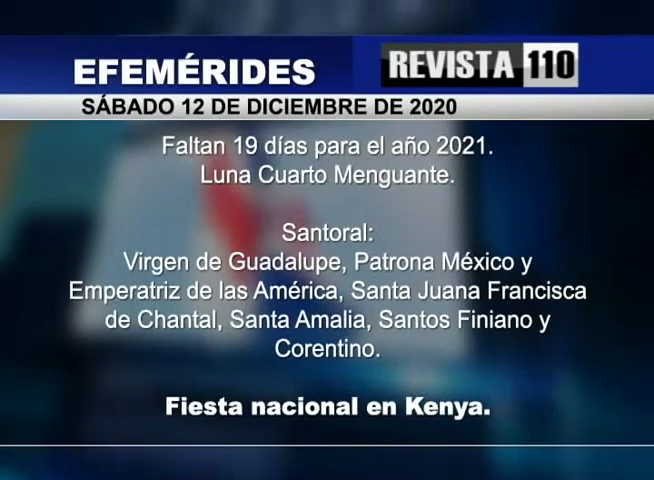 EFEMÉRIDES
REVISTA 110
SÁBADO 12 DE DICIEMBRE DE 2020
Faltan 19 días para el año 2021.
Luna Cuarto Menguante.
Santoral:
Virgen de Guadalupe, Patrona México y
Emperatriz de las América, Santa Juana Francisca
de Chantal, Santa Amalia, Santos Finiano y
Corentino.
Fiesta nacional en Kenya.